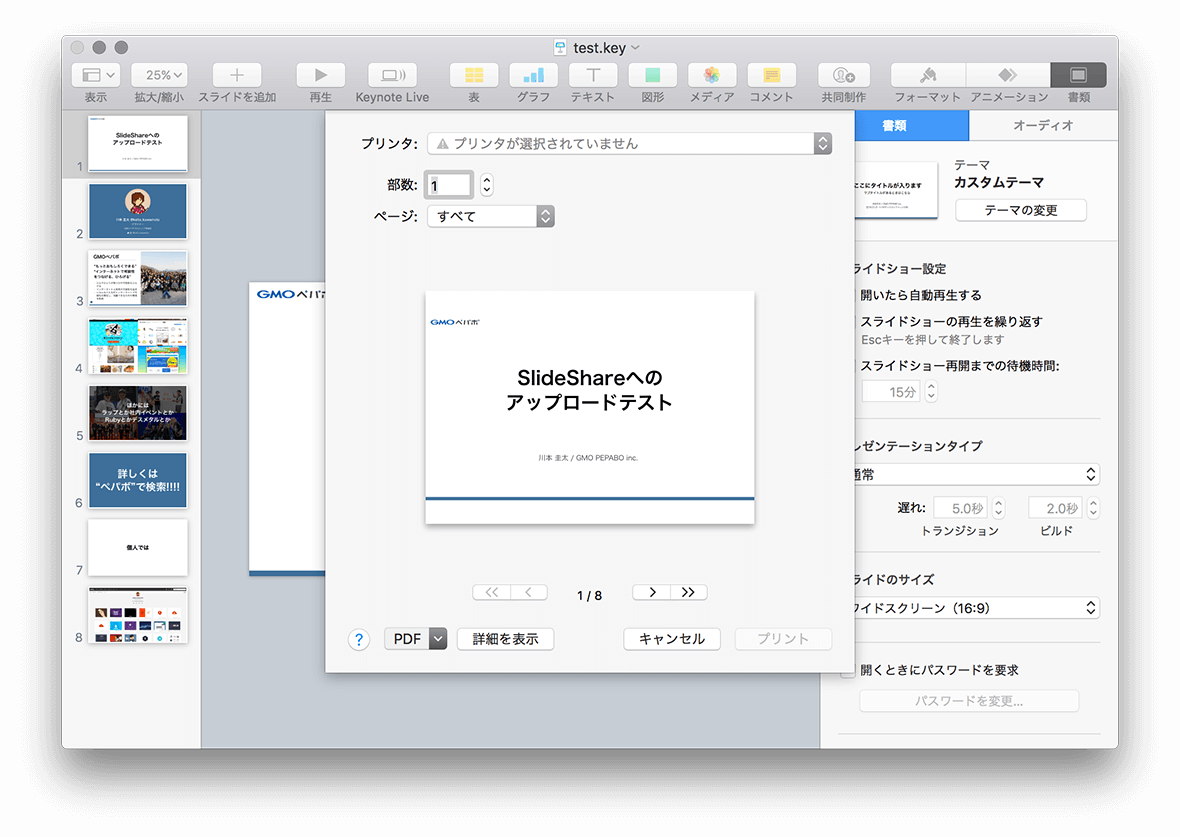 test.key
25%
表示
拡大/縮小
スライドを追加
再生
Keynote Live
表
グラフ
テキスト
図形
メディア
コメント
共同制作
フォーマット
アニメーション
書類
1
SlideShareへの
アップロードテスト
2
3
GMOペパボ
4
5
ほかには
ラップとか社内イベントとか
Rubyとかデスメタルとか
6
詳しくは
“ペパボ”で検索!!!!
7
個人では
8
GMOペパボ
プリンタ:
プリンタが選択されていません
部数:
1
ページ:
すべて
GMOペパボ
SlideShareへの
アップロードテスト
川本 圭太 / GMO PEPABO inc.
1 / 8
?
PDF
詳細を表示
キャンセル
プリント
書類
オーディオ
ここにタイトルが入ります
テーマ
カスタムテーマ
テーマの変更
ライドショー設定
開いたら自動再生する
スライドショーの再生を繰り返す
Escキーを押して終了します
スライドショー再開までの待機時間:
15分
レゼンテーションタイプ
通常
遅れ:
5.0秒
2.0秒
トランジション
ビルド
ライドのサイズ
ワイドスクリーン（16:9）
開くときにパスワードを要求
パスワードを変更...